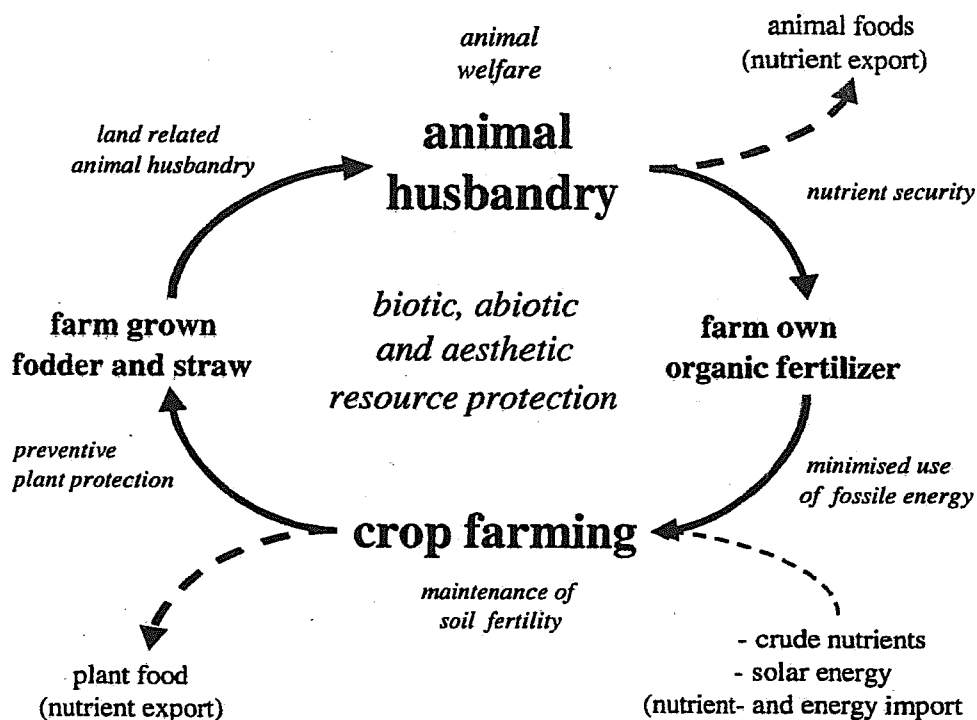 animal
welfare
animal foods
(nutrient export)
land related
animal husbandry
animal
husbandry
nutrient security
biotic, abiotic
and aesthetic
resource protection
farm grown
fodder and straw
farm own
organic fertilizer
preventive
plant protection
minimised use
of fossile energy
crop farming
maintenance of
soil fertility
plant food
(nutrient export)
- crude nutrients
- solar energy
(nutrient- and energy import